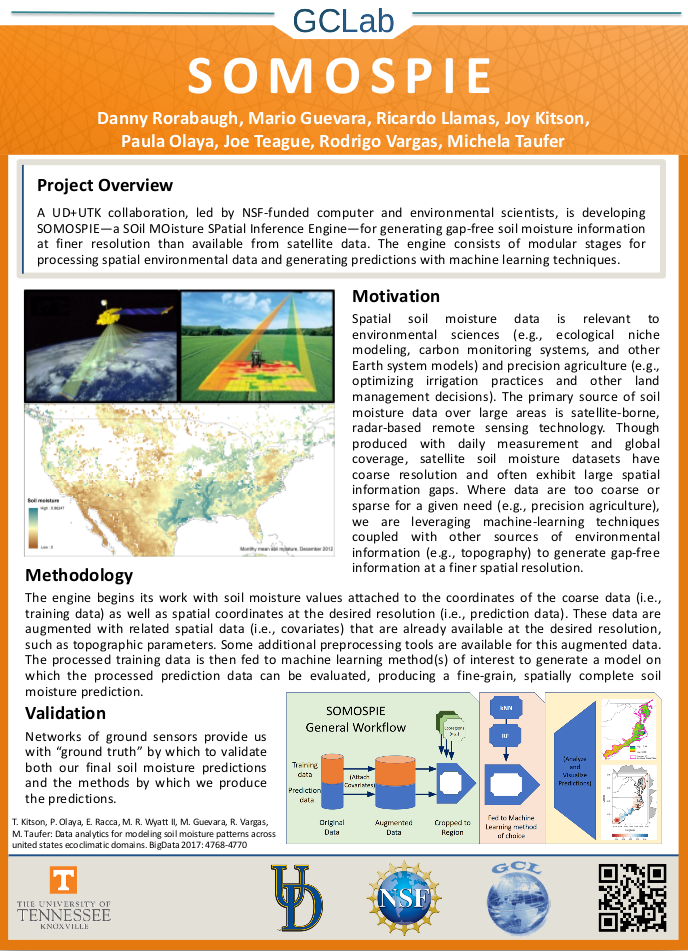 GCLab
SOMOSPIE
Danny Rorabaugh, Mario Guevara, Ricardo Llamas, Joy Kitson,
Paula Olaya, Joe Teague, Rodrigo Vargas, Michela Taufer
Project Overview
A UD+UTK collaboration, led by NSF-funded computer and environmental scientists, is developing
SOMOSPIE—a SOil MOisture SPatial Inference Engine—for generating gap-free soil moisture information
at finer resolution than available from satellite data. The engine consists of modular stages for
processing spatial environmental data and generating predictions with machine learning techniques.
Soil moisture
High : 0.86247
Low : 0
Monthly mean soil moisture, December 2012
Motivation
Spatial soil moisture data is relevant to
environmental sciences (e.g., ecological niche
modeling, carbon monitoring systems, and other
Earth system models) and precision agriculture (e.g.,
optimizing irrigation practices and other land
management decisions). The primary source of soil
moisture data over large areas is satellite-borne,
radar-based remote sensing technology. Though
produced with daily measurement and global
coverage, satellite soil moisture datasets have
coarse resolution and often exhibit large spatial
information gaps. Where data are too coarse or
sparse for a given need (e.g., precision agriculture),
we are leveraging machine-learning techniques
coupled with other sources of environmental
information (e.g., topography) to generate gap-free
information at a finer spatial resolution.
Methodology
The engine begins its work with soil moisture values attached to the coordinates of the coarse data (i.e.,
training data) as well as spatial coordinates at the desired resolution (i.e., prediction data). These data are
augmented with related spatial data (i.e., covariates) that are already available at the desired resolution,
such as topographic parameters. Some additional preprocessing tools are available for this augmented data.
The processed training data is then fed to machine learning method(s) of interest to generate a model on
which the processed prediction data can be evaluated, producing a fine-grain, spatially complete soil
moisture prediction.
Validation
Networks of ground sensors provide us
with “ground truth” by which to validate
both our final soil moisture predictions
and the methods by which we produce
the predictions.
T. Kitson, P. Olaya, E. Racca, M. R. Wyatt II, M. Guevara, R. Vargas,
M. Taufer: Data analytics for modeling soil moisture patterns across
united states ecoclimatic domains. BigData 2017: 4768-4770
SOMOSPIE
General Workflow
Training
data
Prediction
data
(Attach
Covariates)
Original
Data
Augmented
Data
Cropped to
Region
kNN
RF
Fed to Machine
Learning method
of choice
(Analyze
and
Visualize
Predictions)
T
THE UNIVERSITY OF
TENNESSEE
KNOXVILLE
UD
NSF
GCL